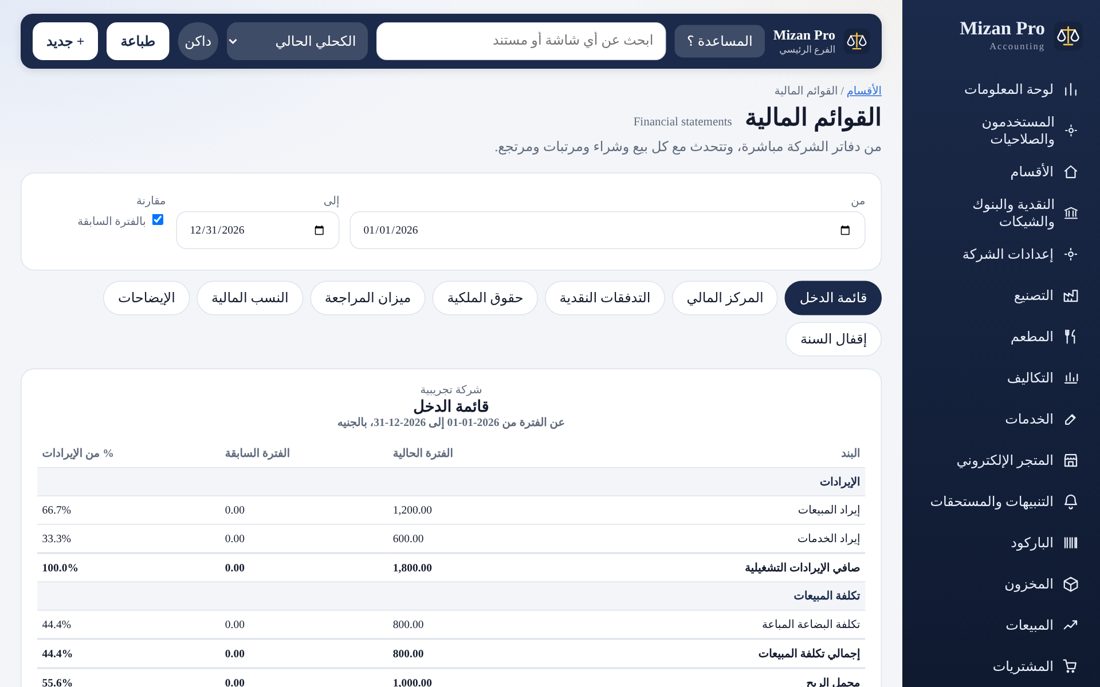 Mizan Pro
Accounting
لوحة المعلومات
المستخدمون
والصلاحيات
الأقسام
النقدية والبنوك
والشيكات
إعدادات الشركة
التصنيع
المطعم
التكاليف
الخدمات
المتجر الإلكتروني
التنبيهات والمستحقات
الباركود
المخزون
المبيعات
المشتريات
Mizan Pro
الفرع الرئيسي
المساعدة ؟
ابحث عن أي شاشة أو مستند
الكحلي الحالي
داكن
طباعة
+ جديد
الأقسام / القوائم المالية
القوائم المالية Financial statements
من دفاتر الشركة مباشرة، وتتحدث مع كل بيع وشراء ومرتبات ومرتجع.
من
إلى
مقارنة
01/01/2026
12/31/2026
بالفترة السابقة
قائمة الدخل
المركز المالي
التدفقات النقدية
حقوق الملكية
ميزان المراجعة
النسب المالية
الإيضاحات
إقفال السنة
شركة تجريبية
قائمة الدخل
عن الفترة من 01-01-2026 إلى 31-12-2026، بالجنيه
البند الفترة الحالية الفترة السابقة % من الإيرادات
الإيرادات
إيراد المبيعات 1,200.00 0.00 66.7%
إيراد الخدمات 600.00 0.00 33.3%
صافي الإيرادات التشغيلية 1,800.00 0.00 100.0%
تكلفة المبيعات
تكلفة البضاعة المباعة 800.00 0.00 44.4%
إجمالي تكلفة المبيعات 800.00 0.00 44.4%
مجمل الربح 1,000.00 0.00 55.6%